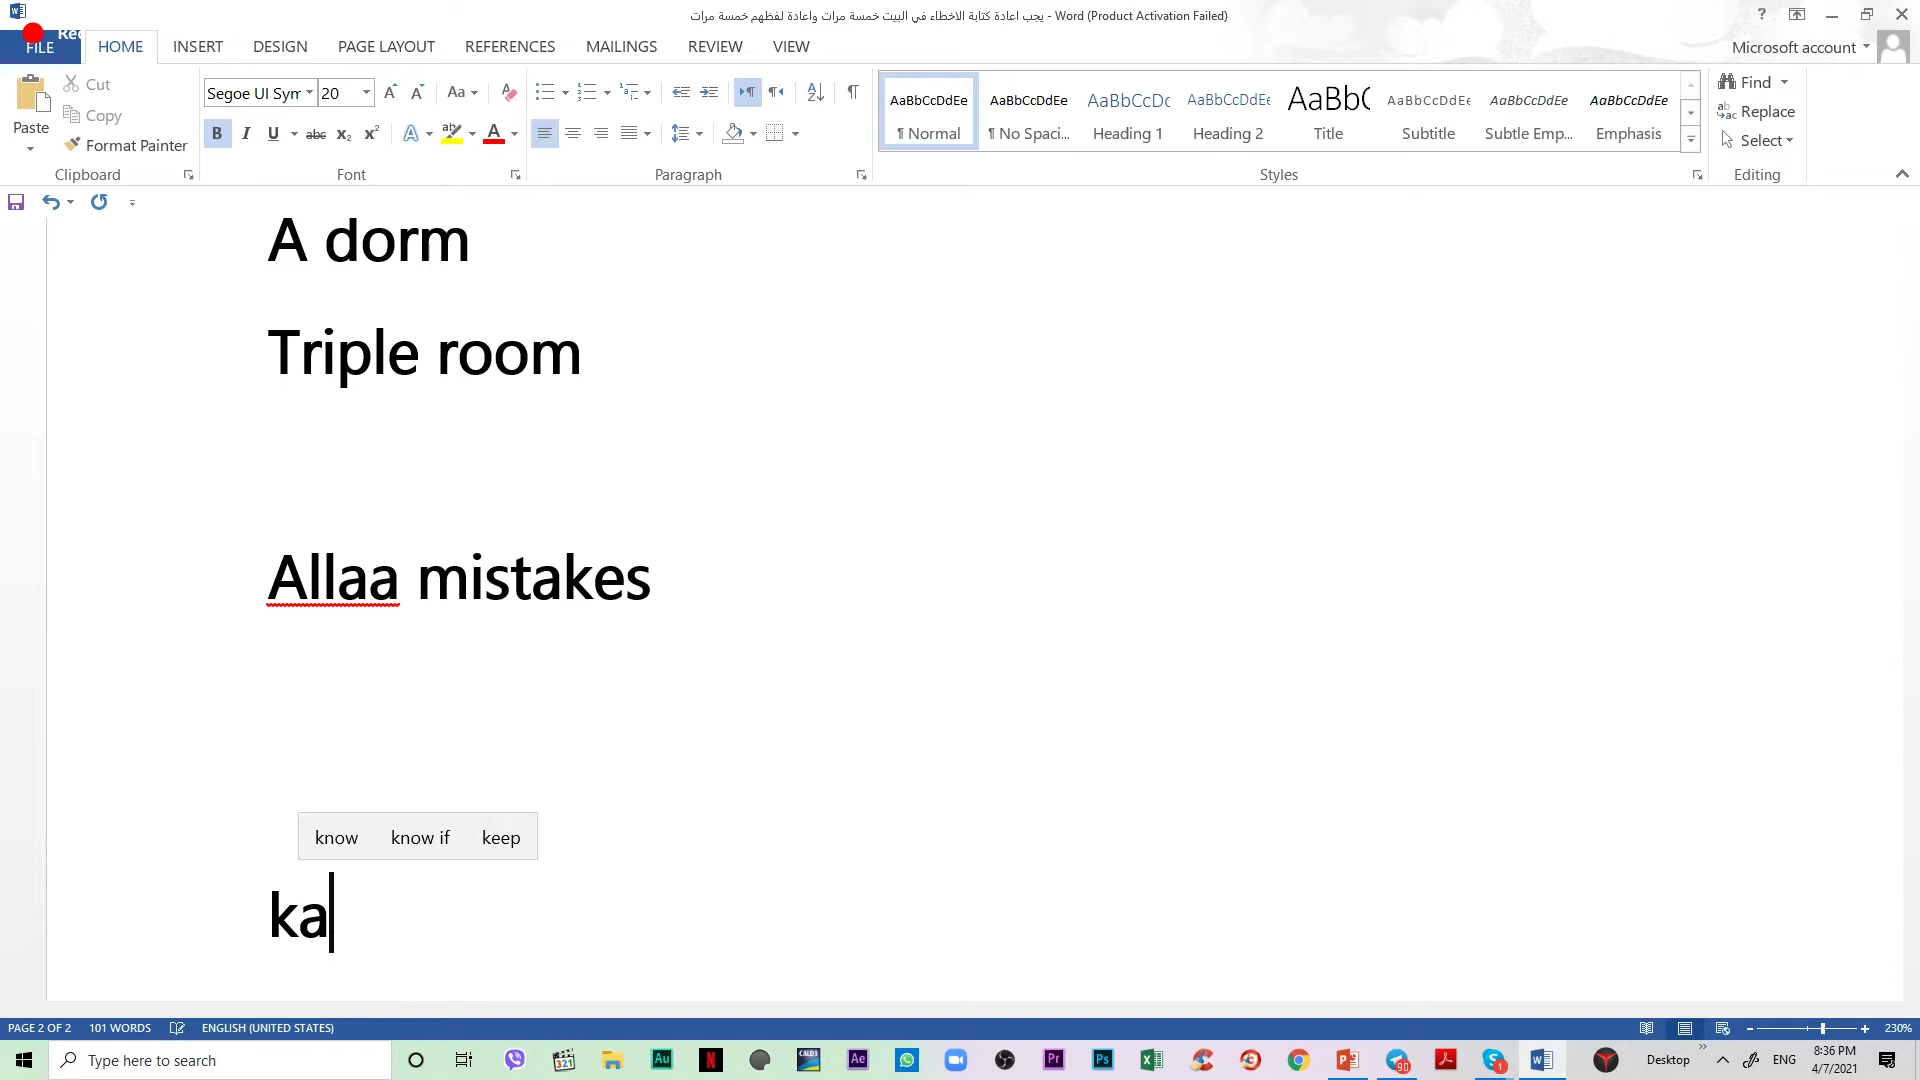 يجب اعادة كتابة الاخطاء في البيت خمسة مرات واعادة لفظهم خمسة مرات - Word (Product Activation Failed)
FILE
HOME
INSERT
DESIGN
PAGE LAYOUT
REFERENCES
MAILINGS
REVIEW
VIEW
Microsoft account
Paste
Cut
Copy
Format Painter
Clipboard
Segoe UI Sym
20
Font
Paragraph
AaBbCcDdEe
¶ Normal
AaBbCcDdEe
¶ No Spaci...
AaBbCcDc
Heading 1
AaBbCcDdEe
Heading 2
AaBb(
Title
AaBbCcDdEe
Subtitle
AaBbCcDdEe
Subtle Emp...
AaBbCcDdEe
Emphasis
Styles
Find
Replace
Select
Editing
A dorm
Triple room
Allaa mistakes
know know if keep
ka
PAGE 2 OF 2 101 WORDS ENGLISH (UNITED STATES) 230%
Type here to search
Desktop
ENG
8:36 PM
4/7/2021